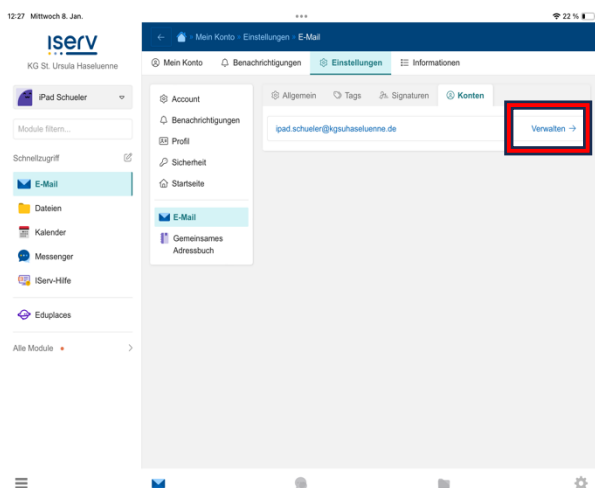 12:27 Mittwoch 8. Jan.
22 %
IServ
KG St. Ursula Haseluenne
iPad Schueler
Module filtern...
Schnellzugriff
E-Mail
Dateien
Kalender
Messenger
IServ-Hilfe
Eduplaces
Alle Module
Mein Konto › Einstellungen › E-Mail
Mein Konto Benachrichtigungen Einstellungen Informationen
Account
Benachrichtigungen
Profil
Sicherheit
Startseite
E-Mail
Gemeinsames
Adressbuch
Allgemein Tags Signaturen Konten
ipad.schueler@kgsuhaseluenne.de Verwalten →